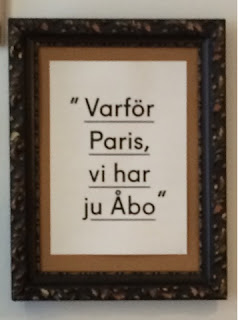 " Varför
Paris,
vi har
ju Åbo "